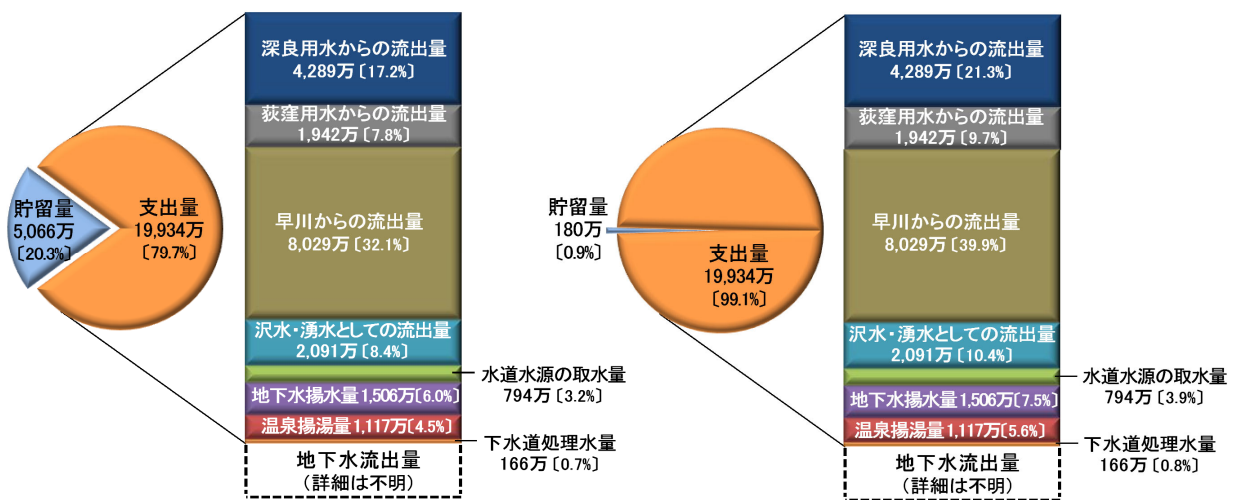 深良用水からの流出量
4,289万〔17.2%〕
荻窪用水からの流出量
1,942万〔7.8%〕
貯留量
5,066万
〔20.3%〕
支出量
19,934万
〔79.7%〕
早川からの流出量
8,029万〔32.1%〕
沢水・湧水としての流出量
2,091万〔8.4%〕
水道水源の取水量
794万〔3.2%〕
地下水揚水量1,506万〔6.0%〕
温泉揚湯量1,117万〔4.5%〕
下水道処理水量
166万〔0.7%〕
地下水流出量
（詳細は不明）
深良用水からの流出量
4,289万〔21.3%〕
荻窪用水からの流出量
1,942万〔9.7%〕
貯留量
180万
〔0.9%〕
支出量
19,934万
〔99.1%〕
早川からの流出量
8,029万〔39.9%〕
沢水・湧水としての流出量
2,091万〔10.4%〕
水道水源の取水量
794万〔3.9%〕
地下水揚水量1,506万〔7.5%〕
温泉揚湯量1,117万〔5.6%〕
下水道処理水量
166万〔0.8%〕
地下水流出量
（詳細は不明）